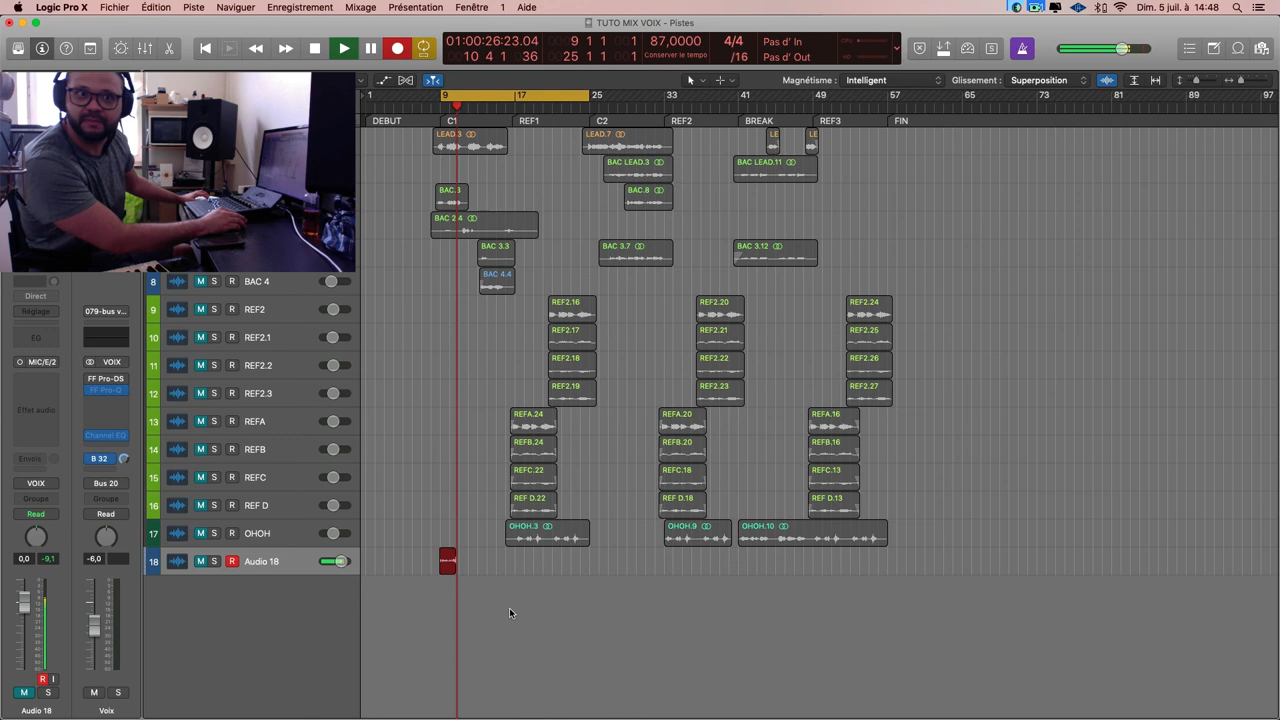 Logic Pro X Fichier Édition Piste Naviguer Enregistrement Mixage Présentation Fenêtre 1 Aide Dim. 5 juil. à 14:48
TUTO MIX VOIX - Pistes
01:00:26:23.04 9 1 1 1 87,0000 4/4 Pas d' In
10 4 1 36 25 1 1 1 Conserver le tempo /16 Pas d' Out
Magnétisme : Intelligent Glissement : Superposition
1 9 17 25 33 41 49 57 65 73 81 89 97
DEBUT C1 REF1 C2 REF2 BREAK REF3 FIN
LEAD.3 LEAD.7 LE LE
BAC LEAD.3 BAC LEAD.11
BAC.8
BAC 3.3 BAC 3.7 BAC 3.12
BAC 4.4
8 M S R BAC 4
9 M S R REF2 REF2.16 REF2.20 REF2.24
10 M S R REF2.1 REF2.17 REF2.21 REF2.25
11 M S R REF2.2 REF2.18 REF2.22 REF2.26
12 M S R REF2.3 REF2.19 REF2.23 REF2.27
13 M S R REFA REFA.24 REFA.20 REFA.16
14 M S R REFB REFB.24 REFB.20 REFB.16
15 M S R REFC REFC.22 REFC.18 REFC.13
16 M S R REF D REF D.22 REF D.18 REF D.13
17 M S R OHOH OHOH.3 OHOH.9 OHOH.10
18 M S R Audio 18
Direct
Réglage 079-bus v...
EG
MIC/E/2 VOIX
FF Pro-DS
FF Pro-Q
Effet audio
Channel EQ
Envois B 32
VOIX Bus 20
Groupe Groupe
Read Read
0,0 -9,1 -6,0
R I
M S M S
Audio 18 Voix